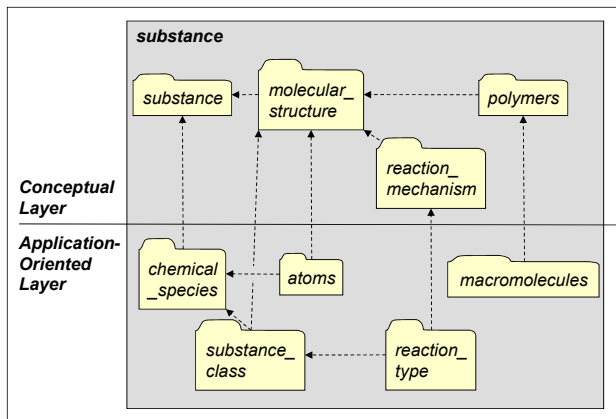 substance
substance
molecular_
structure
polymers
reaction_
mechanism
Conceptual
Layer
Application-
Oriented
Layer
chemical
_species
atoms
macromolecules
substance_
class
reaction_
type